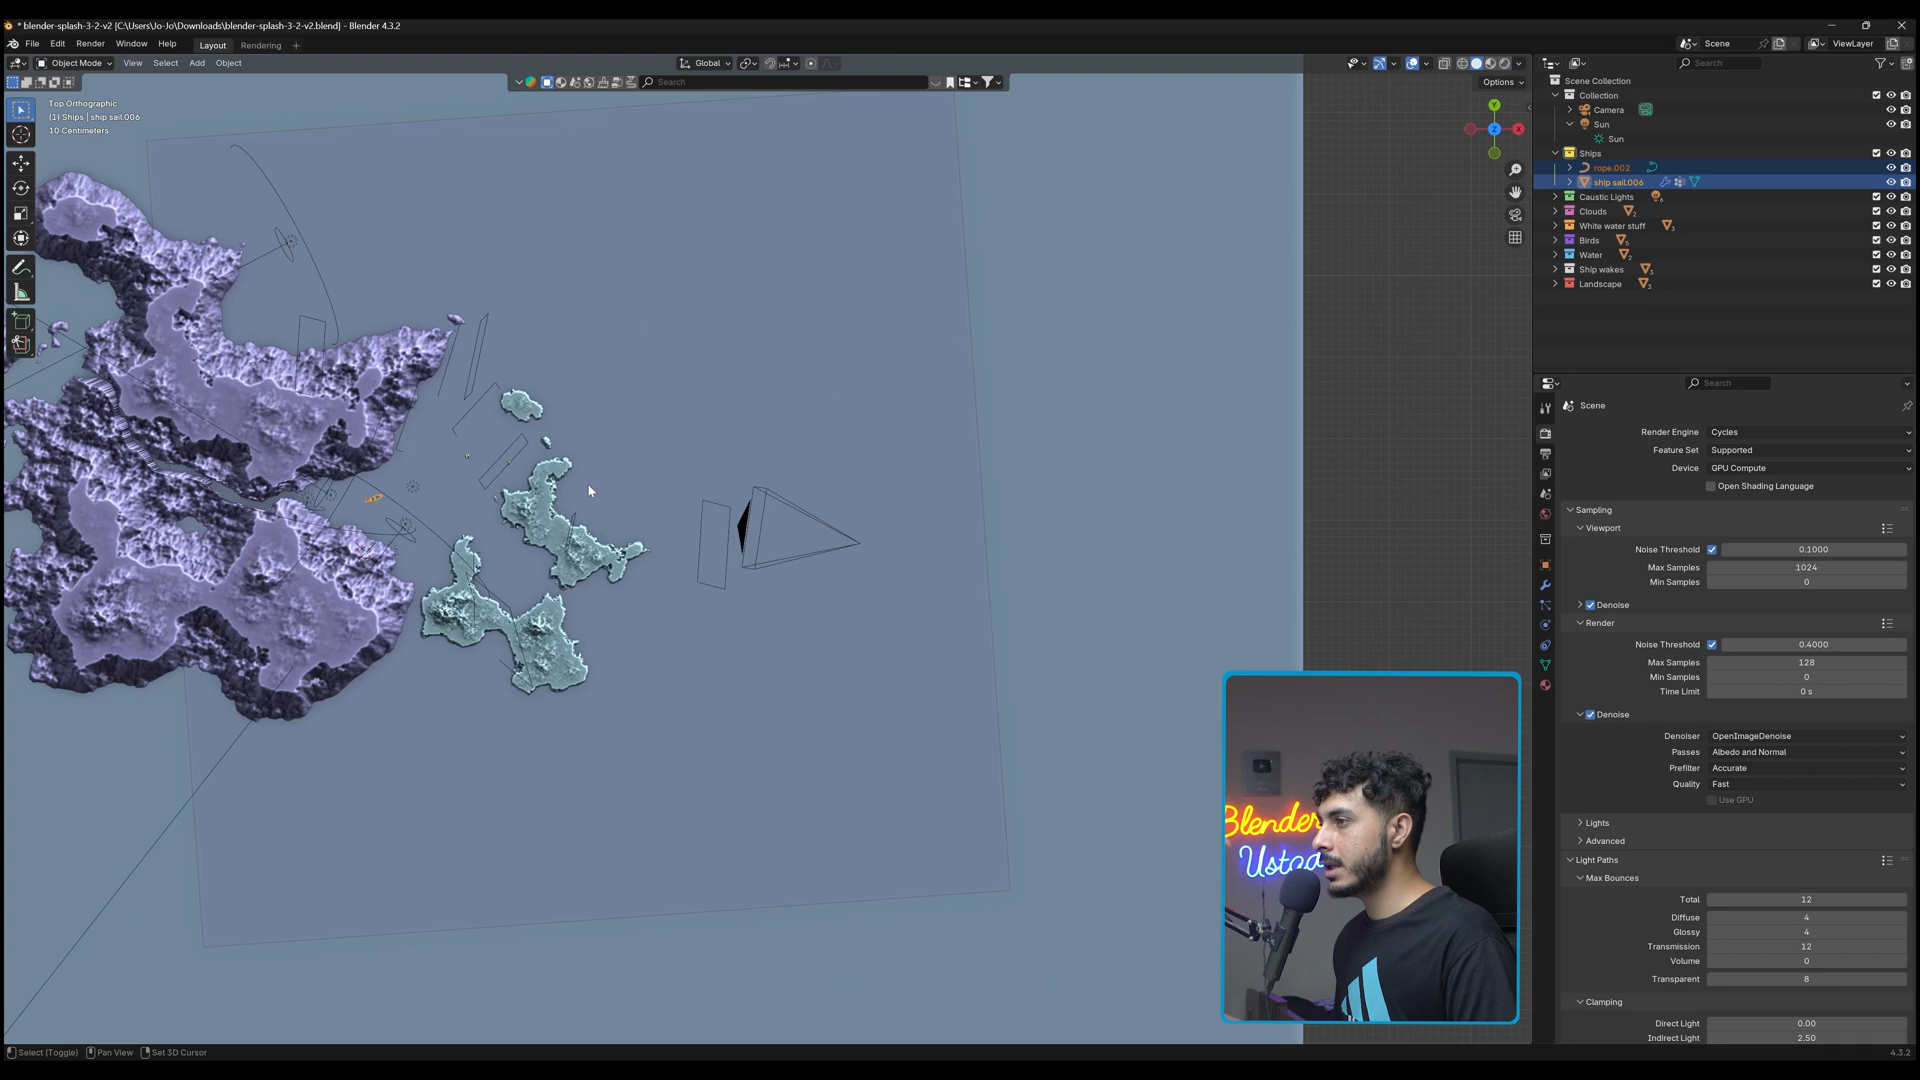 * blender-splash-3-2-v2 [C:\Users\Jo-Jo\Downloads\blender-splash-3-2-v2.blend] - Blender 4.3.2
File Edit Render Window Help Layout Rendering +
Scene ViewLayer
Object Mode View Select Add Object Global
Search
Search
Options
Top Orthographic
(1) Ships | ship sail.006
10 Centimeters
Y
Z
X
Scene Collection
Collection
Camera
Sun
Sun
Ships
rope.002
ship sail.006
Caustic Lights 6
Clouds 2
White water stuff 3
Birds 5
Water 2
Ship wakes 3
Landscape 3
Search
Scene
Render Engine Cycles
Feature Set Supported
Device GPU Compute
Open Shading Language
Sampling
Viewport
Noise Threshold 0.1000
Max Samples 1024
Min Samples 0
Denoise
Render
Noise Threshold 0.4000
Max Samples 128
Min Samples 0
Time Limit 0 s
Denoise
Denoiser OpenImageDenoise
Passes Albedo and Normal
Prefilter Accurate
Quality Fast
Use GPU
Lights
Advanced
Light Paths
Max Bounces
Total 12
Diffuse 4
Glossy 4
Transmission 12
Volume 0
Transparent 8
Clamping
Direct Light 0.00
Indirect Light 2.50
Blender
Ustad
Select (Toggle) Pan View Set 3D Cursor
4.3.2